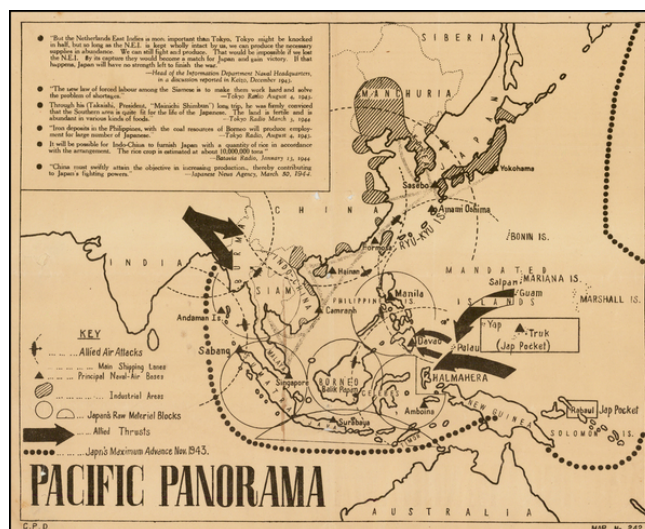 "But the Netherlands East Indies is more important than Tokyo. Tokyo might be knocked
in half, but so long as the N.E.I. is kept wholly intact by us, we can produce the necessary
supplies in abundance. We can still fight and produce. That would be impossible if we lost
the N.E.I. By its capture they would become a match for Japan and gain victory. If that
happens, Japan will have no strength left to finish the war."
—Head of the Information Department Naval Headquarters,
in a discussion reported in Keizo, December 1943.
"The new law of forced labour among the Siamese is to make them work hard and solve
the problem of shortages."
—Tokyo Radio August 4, 1943.
Through his (Takaishi, President, "Mainichi Shimbun") long trip, he was firmly convinced
that the Southern area is quite fit for the life of the Japanese. The land is fertile and is
abundant in various kinds of foods."
—Tokyo Radio March 3, 1944
"Iron deposits in the Philippines, with the coal resources of Borneo will produce employ-
ment for large number of Japanese."
—Tokyo Radio, August 4, 1943.
It will be possible for Indo-China to furnish Japan with a quantity of rice in accordance
with the arrangement. The rice crop is estimated at about 10,000,000 tons"
—Batavia Radio, January 13, 1944
"China must swiftly attain the objective in increasing production, thereby contributing
to Japan's fighting powers."
—Japanese News Agency, March 30, 1944.
SIBERIA
MANCHURIA
Yokohama
Sasebo
Amami Oshima
CHINA
RYU-KYU IS.
BONIN IS.
Formosa
INDIA
BURMA
Hainan
INDO-CHINA
SIAM
MANDATED
ISLANDS
Saipan
MARIANA IS.
Guam
MARSHALL IS.
PHILIPPINE
IS.
Manila
Andaman Is.
Camranh
Yap
Truk
(Jap Pocket)
Davao
Palau
Sabang
MALAYA
Singapore
BORNEO
Balik Papan
CELEBES
HALMAHERA
Amboina
NEW GUINEA
Rabaul
Jap Pocket
SOLOMON IS.
Surabaya
JAVA
TIMOR
AUSTRALIA
KEY
Allied Air Attacks
Main Shipping Lanes
Principal Naval-Air Bases
Industrial Areas
Japan's Raw Material Blocks
Allied Thrusts
Jap's Maximum Advance Nov. 1943.
PACIFIC PANORAMA
C.P.D
MAP No 242